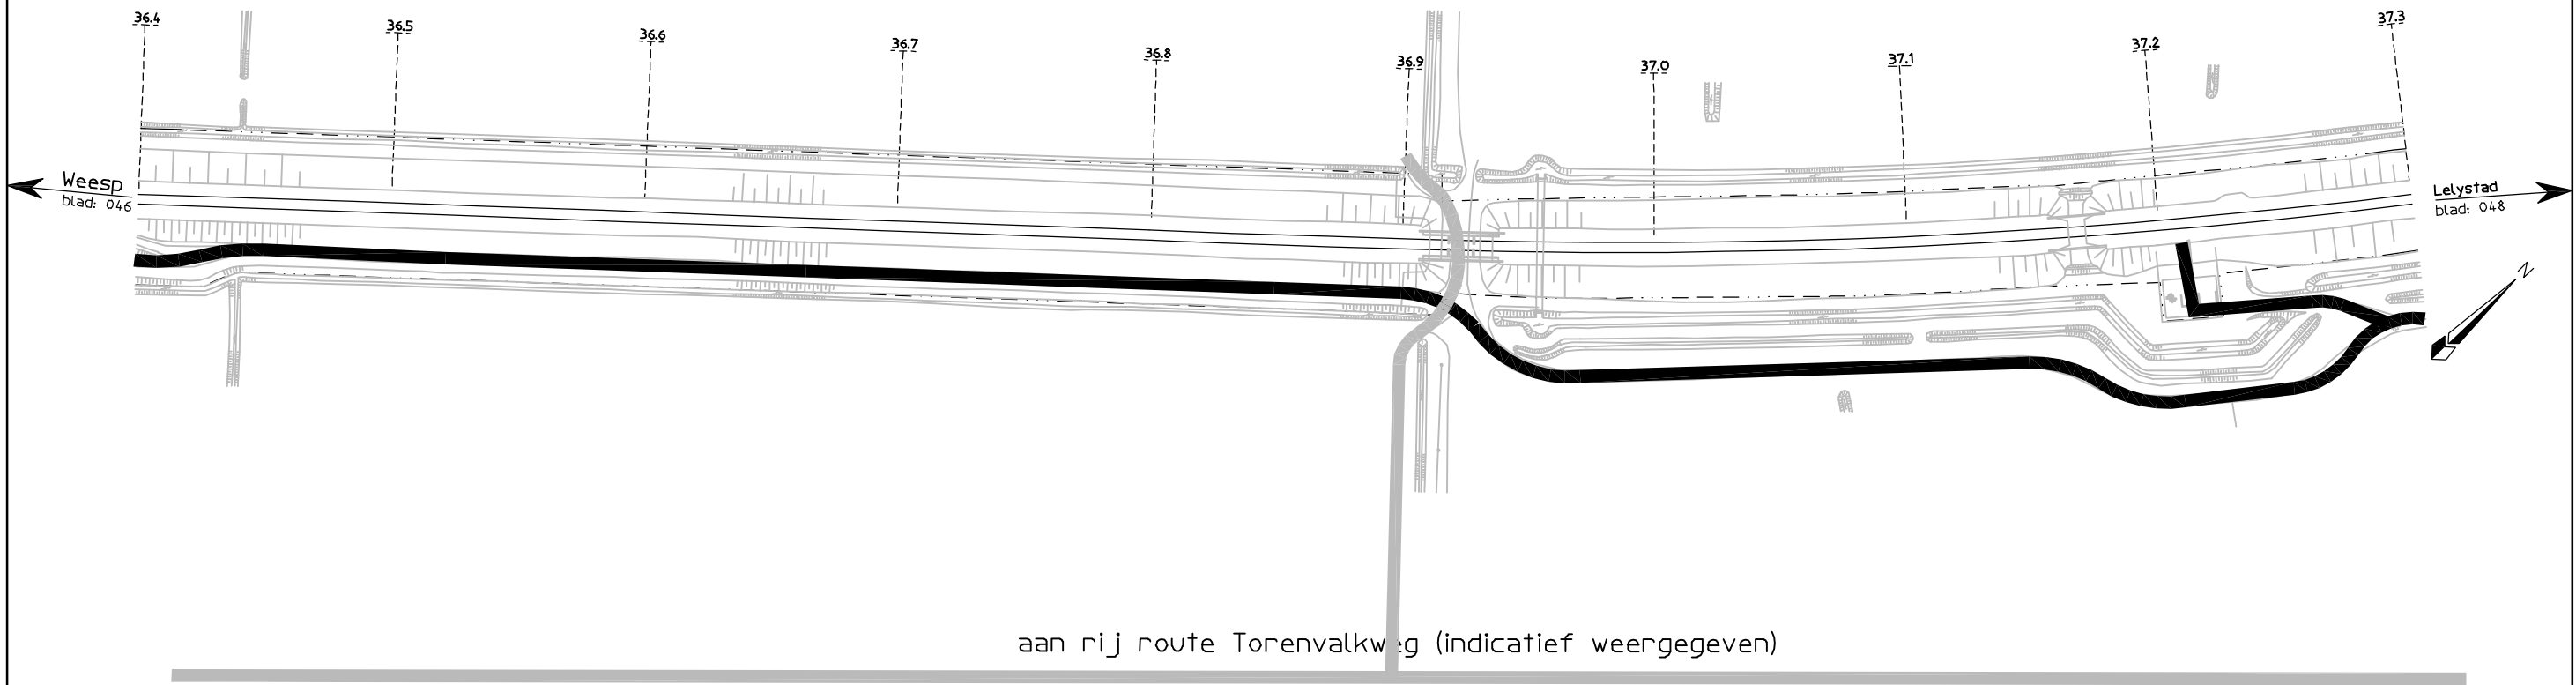 36.4
36.5
36.6
36.7
36.8
36.9
37.0
37.1
37.2
37.3
Weesp
blad: 046
Lelystad
blad: 048
N
aan rij route Torenvalkweg (indicatief weergegeven)